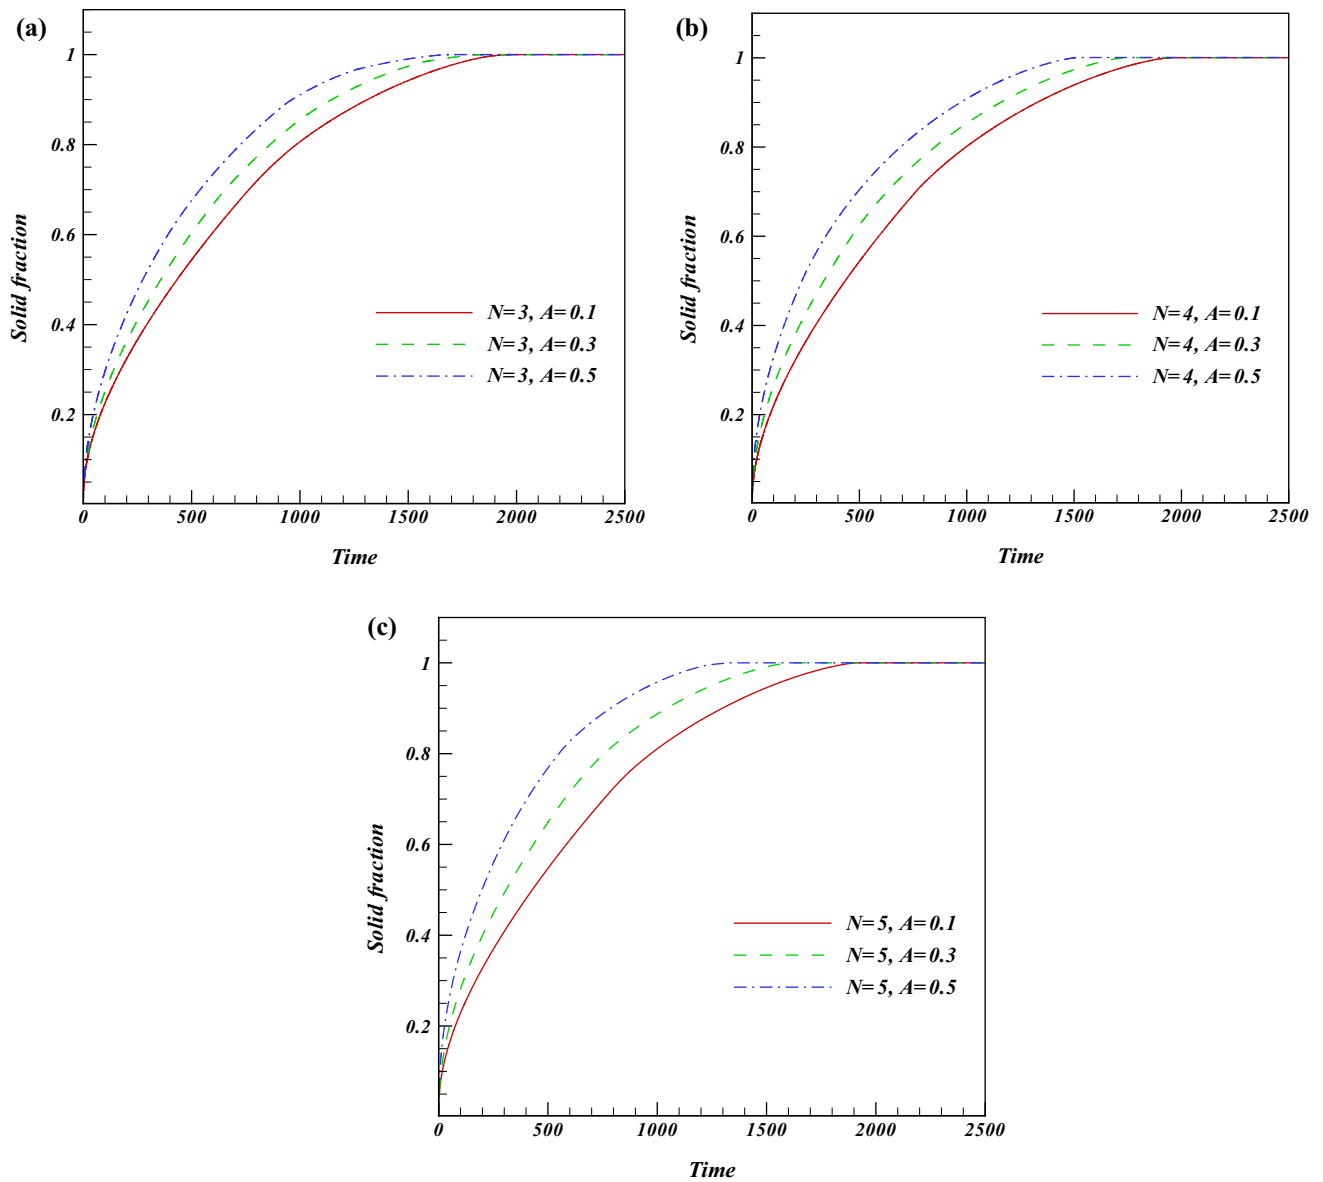 (a)
1
0.8
0.6
0.4
0.2
Solid fraction
N=3, A=0.1
N=3, A=0.3
N=3, A=0.5
0 500 1000 1500 2000 2500
Time
(b)
1
0.8
0.6
0.4
0.2
Solid fraction
N=4, A=0.1
N=4, A=0.3
N=4, A=0.5
0 500 1000 1500 2000 2500
Time
(c)
1
0.8
0.6
0.4
0.2
Solid fraction
N=5, A=0.1
N=5, A=0.3
N=5, A=0.5
0 500 1000 1500 2000 2500
Time